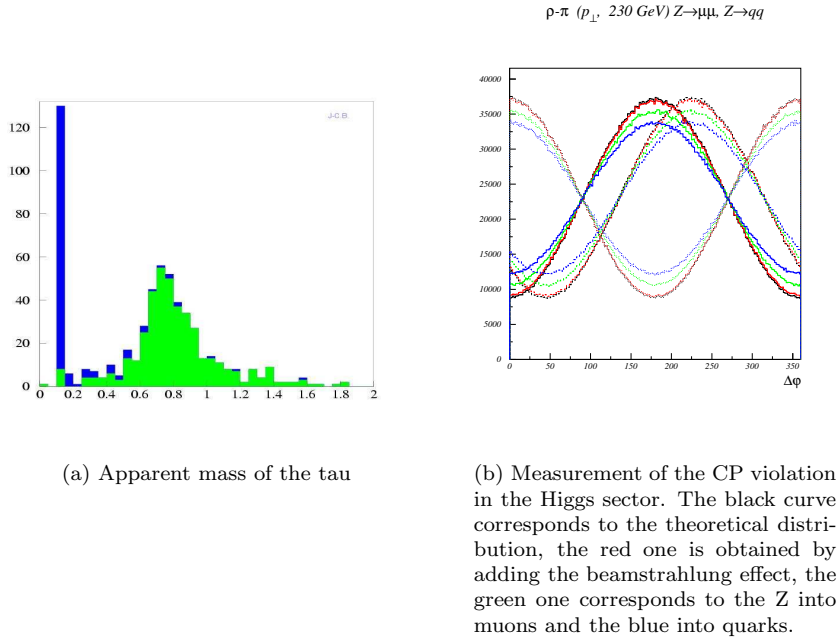 ρ-π (p⊥, 230 GeV) Z→μμ, Z→qq
J-C B.
120
100
80
60
40
20
0
0 0.2 0.4 0.6 0.8 1 1.2 1.4 1.6 1.8 2
40000
35000
30000
25000
20000
15000
10000
5000
0
0 50 100 150 200 250 300 350
Δφ
(a) Apparent mass of the tau
(b) Measurement of the CP violation
in the Higgs sector. The black curve
corresponds to the theoretical distri-
bution, the red one is obtained by
adding the beamstrahlung effect, the
green one corresponds to the Z into
muons and the blue into quarks.